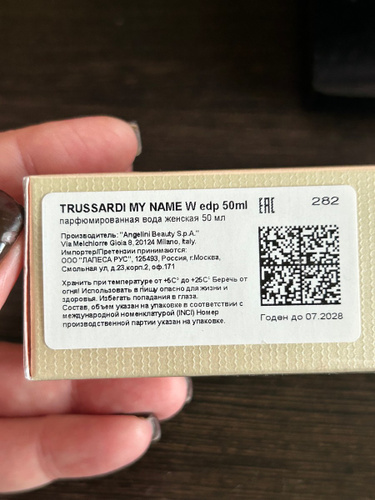 TRUSSARDI MY NAME W edp 50ml EAC 282
парфюмированная вода женская 50 мл
Производитель: "Angelini Beauty S.p.A."
Via Melchiorre Gioia 8, 20124 Milano, Italy.
Импортер/Претензии принимаются:
ООО "ПАПЕСА РУС", 125493, Россия, г.Москва,
Смольная ул, д.23,корп.2, оф.171
Хранить при температуре от +5С° до +25С° Беречь от
огня! Использовать в пищу опасно для жизни и
здоровья. Избегать попадания в глаза.
Состав, объем указан на упаковке в соответствии с
международной номенклатурой (INCI) Номер
производственной партии указан на упаковке.
Годен до 07.2028